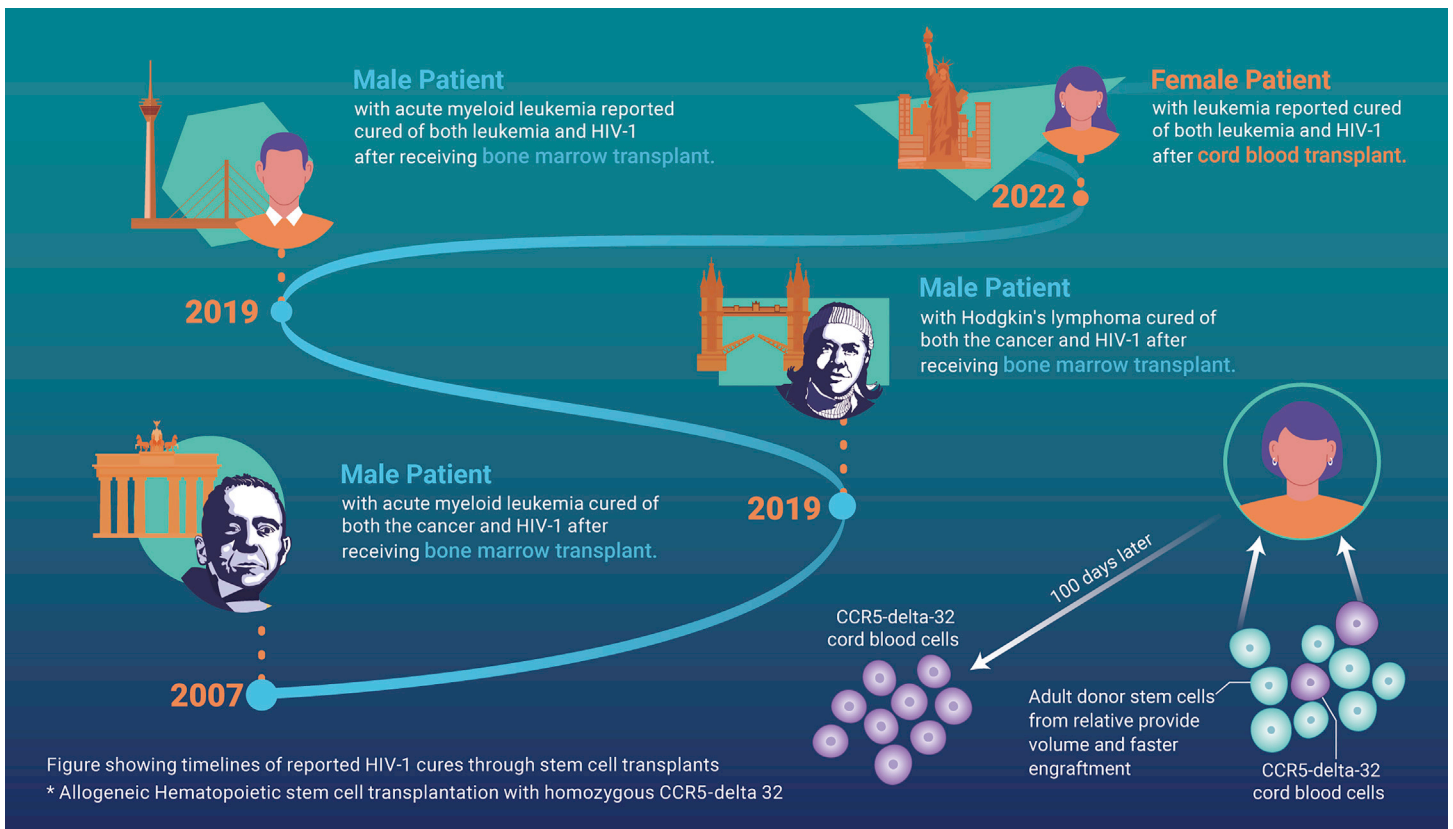 Male Patient
with acute myeloid leukemia reported
cured of both leukemia and HIV-1
after receiving bone marrow transplant.
2019
Female Patient
with leukemia reported cured
of both leukemia and HIV-1
after cord blood transplant.
2022
Male Patient
with Hodgkin's lymphoma cured of
both the cancer and HIV-1 after
receiving bone marrow transplant.
2019
Male Patient
with acute myeloid leukemia cured of
both the cancer and HIV-1 after
receiving bone marrow transplant.
2007
100 days later
CCR5-delta-32
cord blood cells
Adult donor stem cells
from relative provide
volume and faster
engraftment
CCR5-delta-32
cord blood cells
Figure showing timelines of reported HIV-1 cures through stem cell transplants
* Allogeneic Hematopoietic stem cell transplantation with homozygous CCR5-delta 32